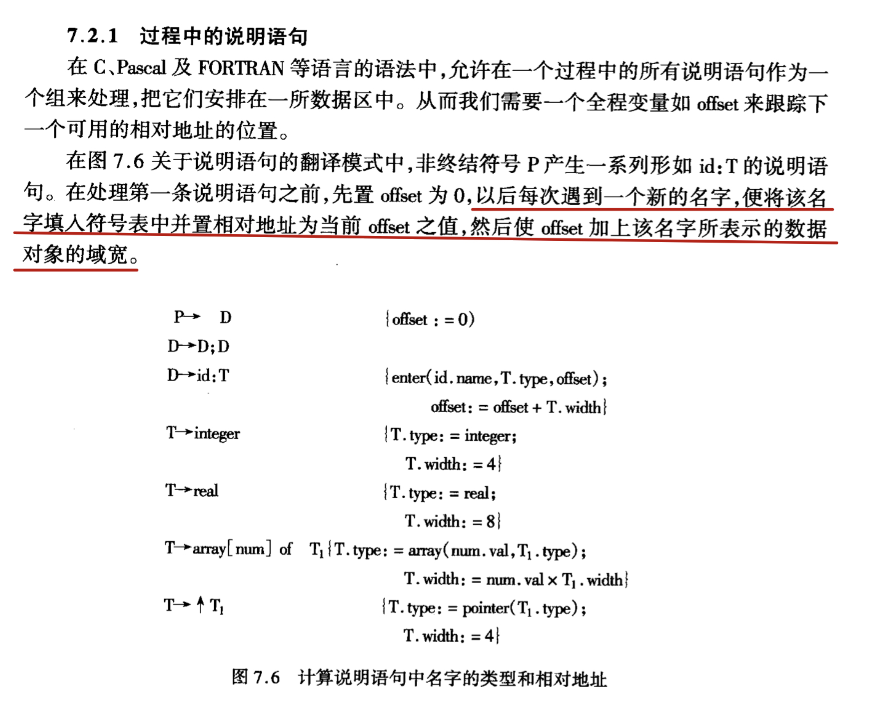 7.2.1 过程中的说明语句
在 C、Pascal 及 FORTRAN 等语言的语法中,允许在一个过程中的所有说明语句作为一
个组来处理,把它们安排在一所数据区中。从而我们需要一个全程变量如 offset 来跟踪下
一个可用的相对地址的位置。
在图 7.6 关于说明语句的翻译模式中,非终结符号 P 产生一系列形如 id:T 的说明语
句。在处理第一条说明语句之前,先置 offset 为 0,以后每次遇到一个新的名字,便将该名
字填入符号表中并置相对地址为当前 offset 之值,然后使 offset 加上该名字所表示的数据
对象的域宽。
P→ D {offset : = 0)
D→D;D
D→id:T {enter(id.name,T.type,offset);
offset: = offset + T.width}
T→integer {T.type: = integer;
T.width: = 4}
T→real {T.type: = real;
T.width: = 8}
T→array[num] of T₁{T.type: = array(num.val,T₁.type);
T.width: = num.val × T₁.width}
T→↑T₁ {T.type: = pointer(T₁.type);
T.width: = 4}
图 7.6 计算说明语句中名字的类型和相对地址